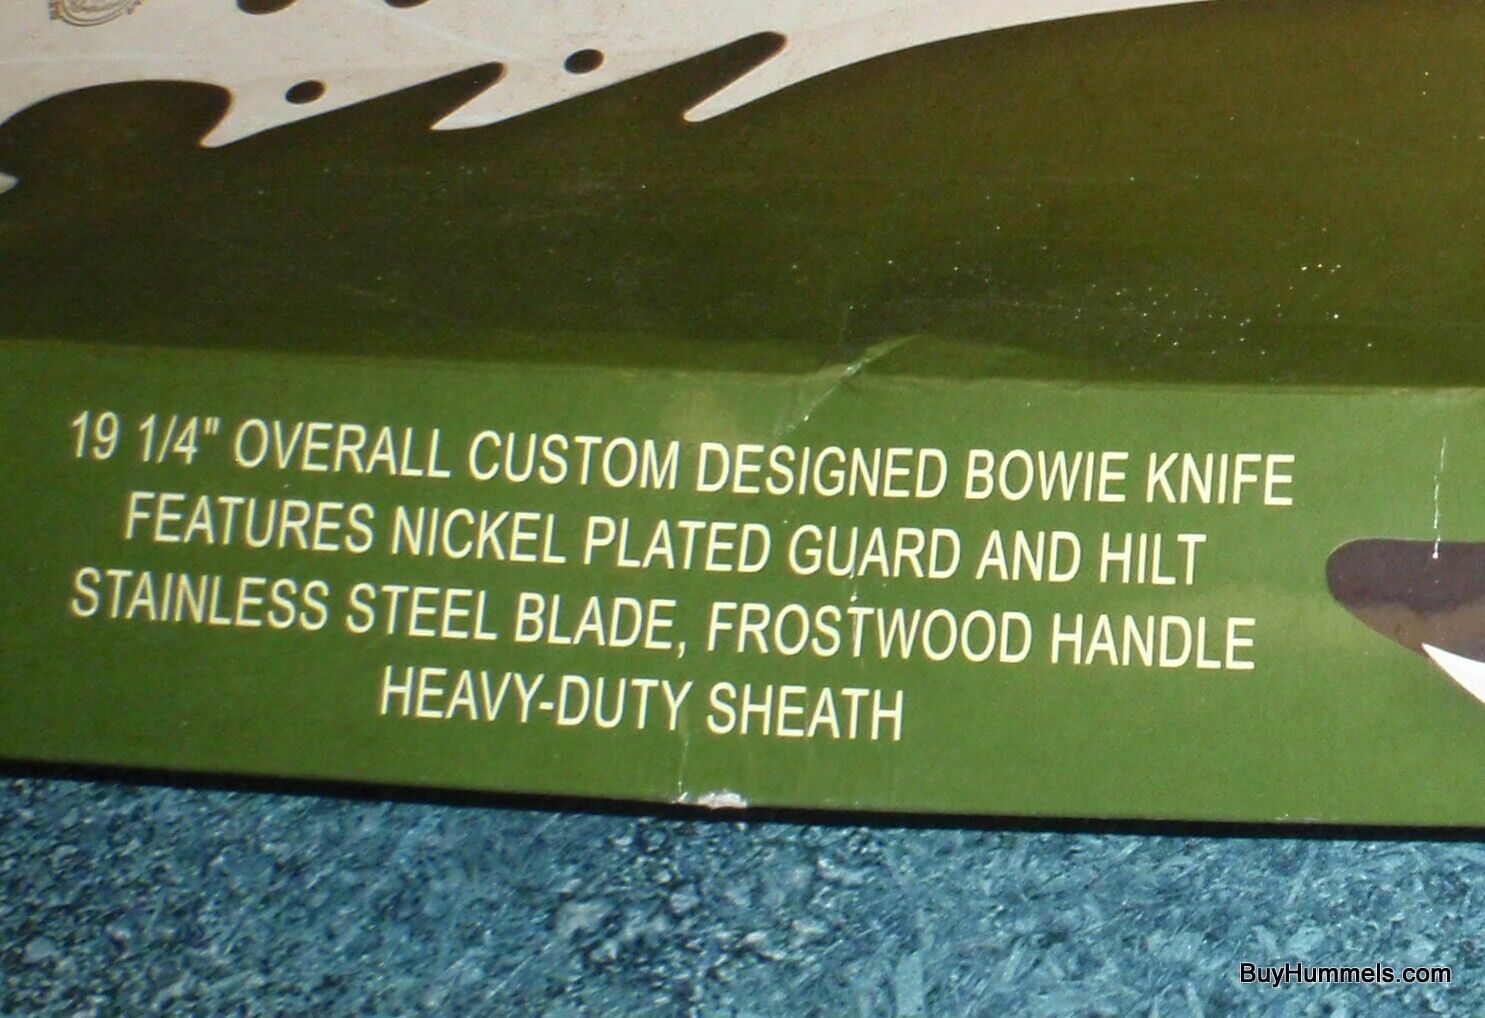 19 1/4" OVERALL CUSTOM DESIGNED BOWIE KNIFE
FEATURES NICKEL PLATED GUARD AND HILT
STAINLESS STEEL BLADE, FROSTWOOD HANDLE
HEAVY-DUTY SHEATH
BuyHummels.com